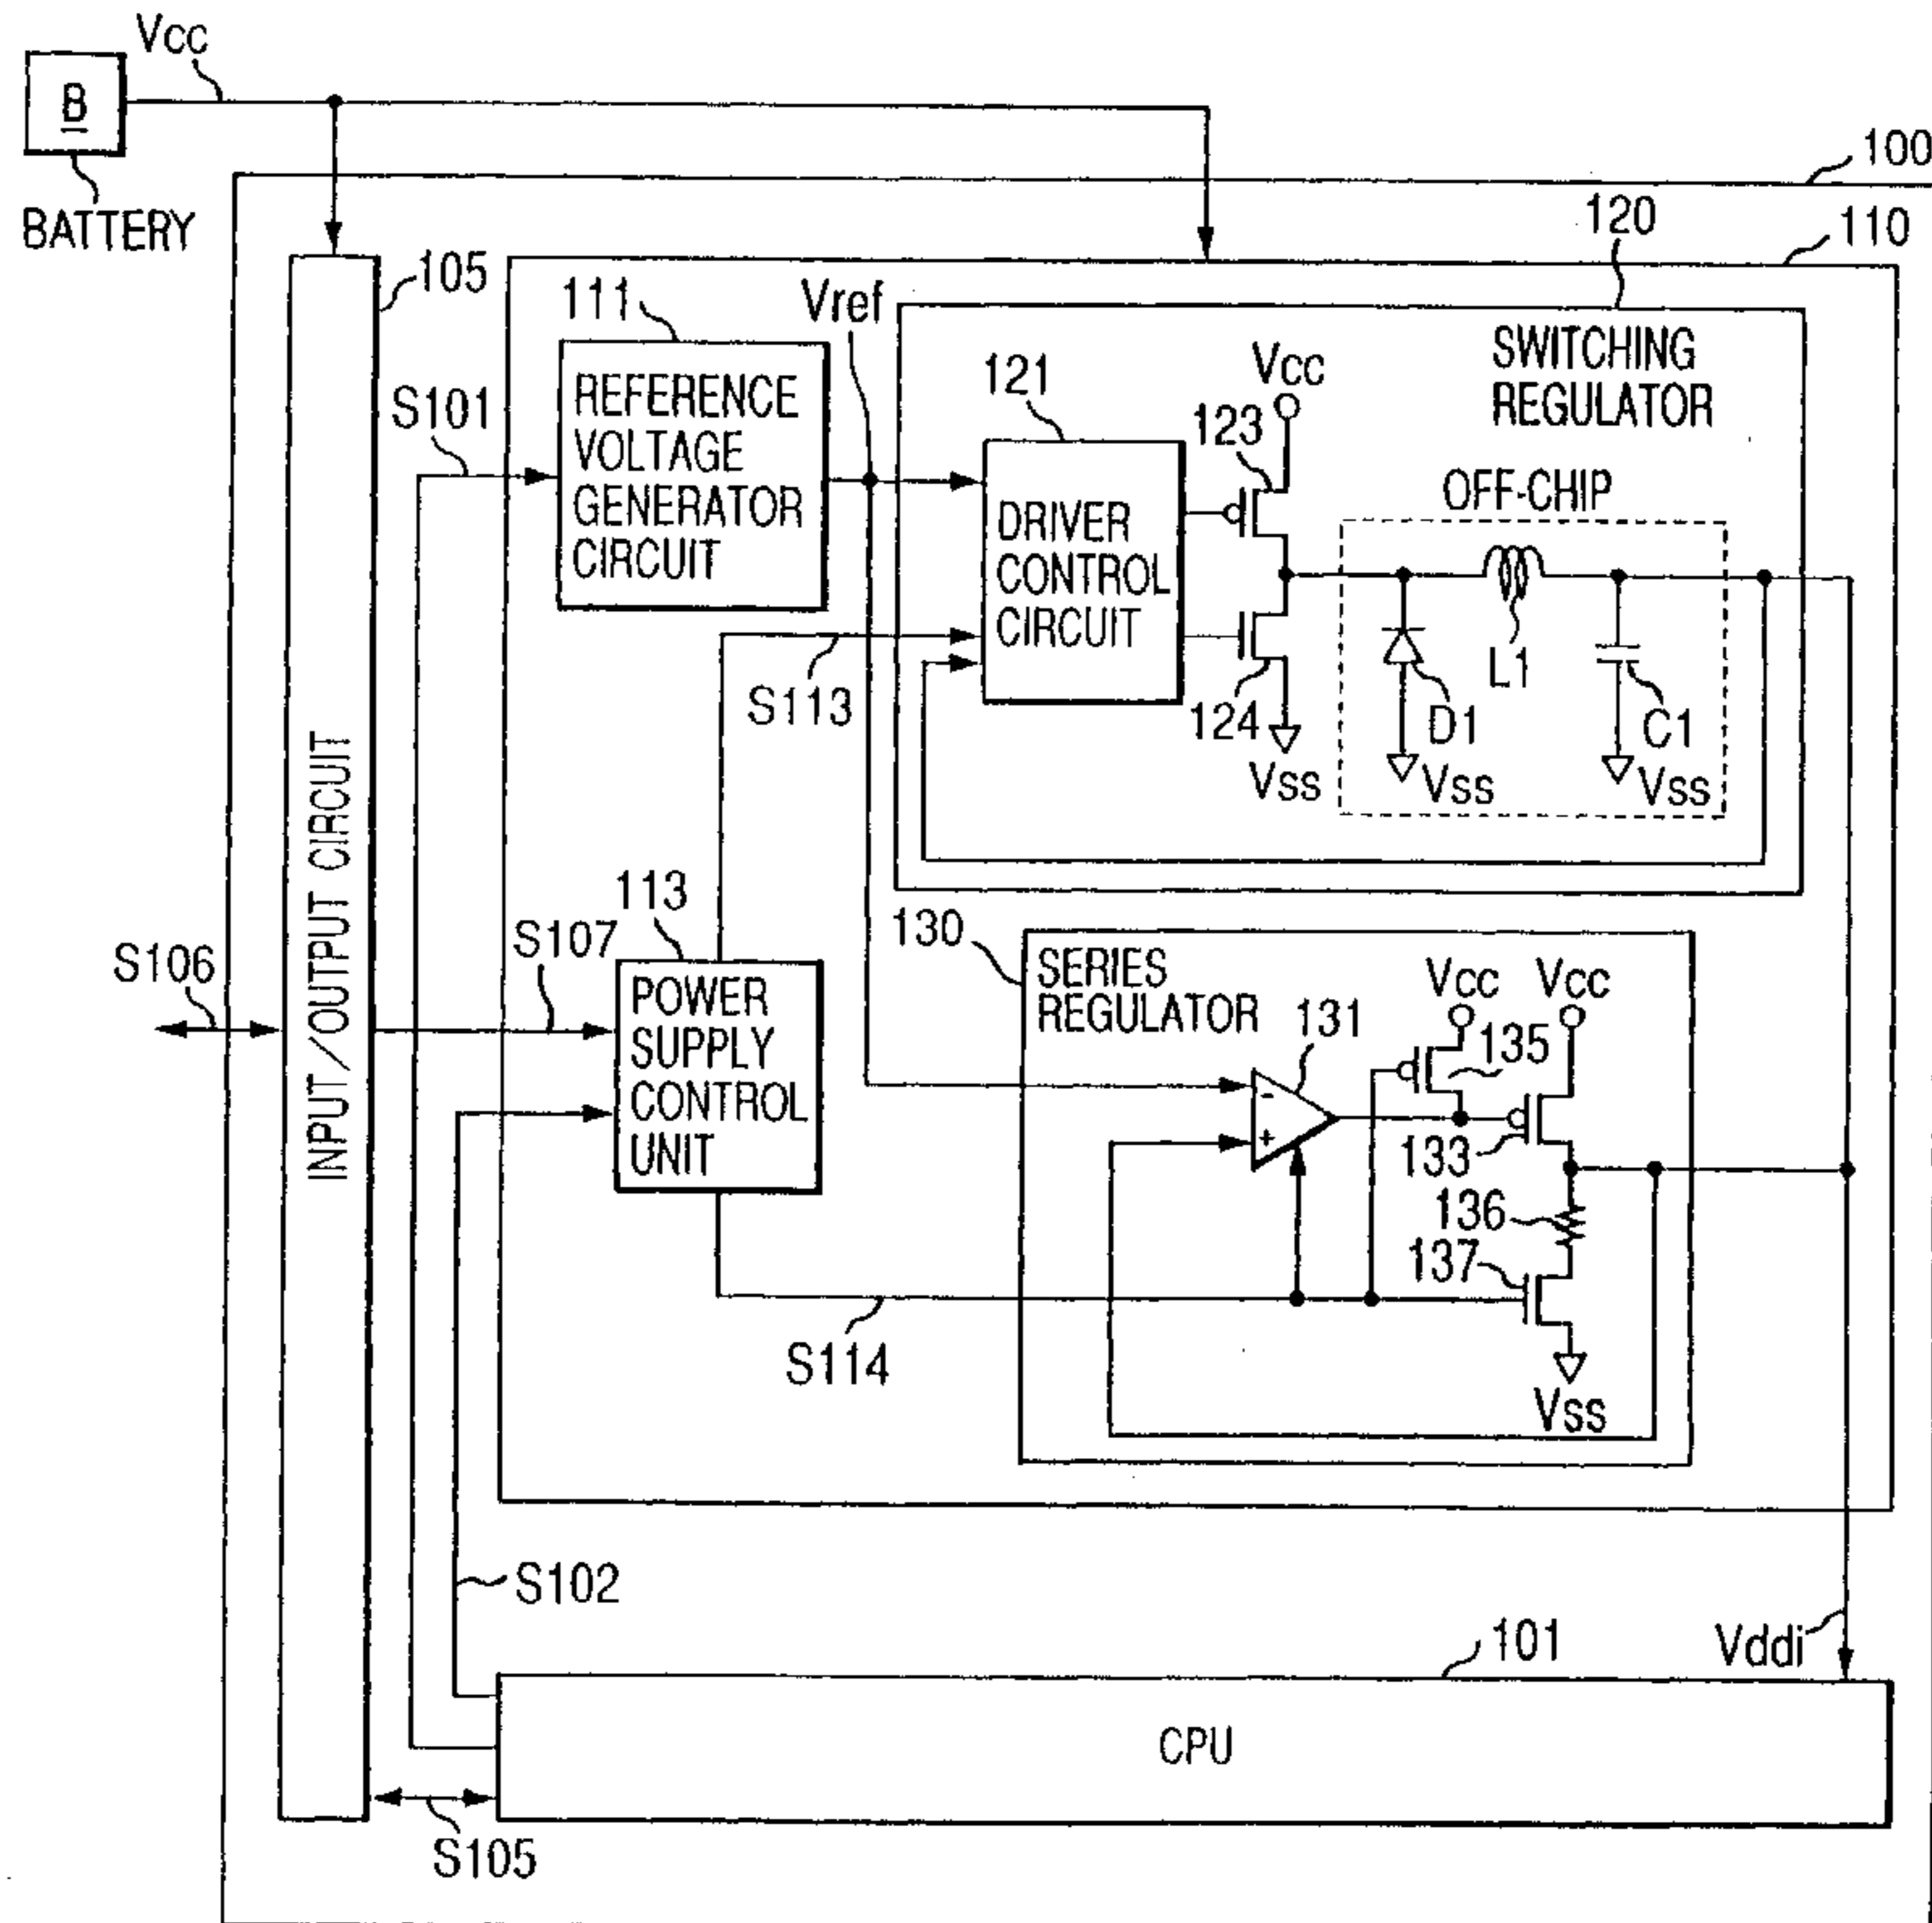 Vcc
B
BATTERY
100
110
120
105
111
Vref
SWITCHING
REGULATOR
S101
REFERENCE
VOLTAGE
GENERATOR
CIRCUIT
121
Vcc
123
OFF-CHIP
DRIVER
CONTROL
CIRCUIT
S113
124
Vss
D1
Vss
L1
C1
Vss
INPUT/OUTPUT CIRCUIT
113
S107
S106
POWER
SUPPLY
CONTROL
UNIT
130
SERIES
REGULATOR
131
Vcc
Vcc
135
-
+
133
136
137
S114
Vss
S102
101
Vddi
CPU
S105